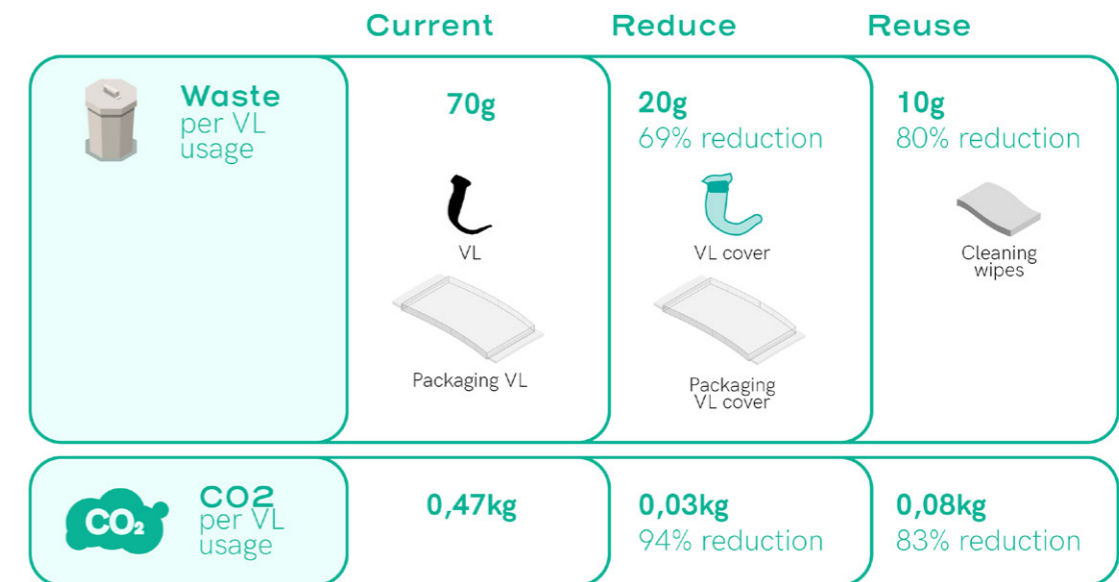 Current
Reduce
Reuse
Waste
per VL
usage
70g
20g
69% reduction
10g
80% reduction
VL
VL cover
Cleaning
wipes
Packaging VL
Packaging
VL cover
CO2
CO2
per VL
usage
0,47kg
0,03kg
94% reduction
0,08kg
83% reduction